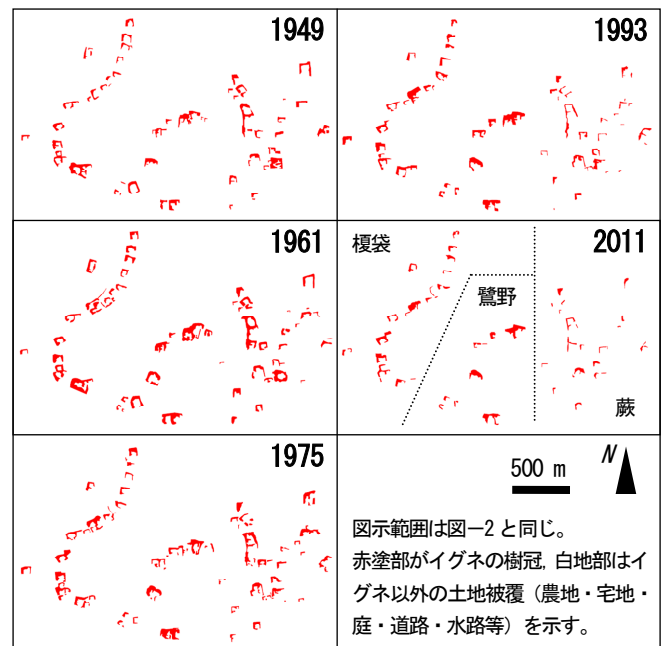 1949
1993
1961
榎袋
2011
鷺野
蕨
1975
500 m
N
図示範囲は図－2 と同じ。
赤塗部がイグネの樹冠, 白地部はイ
グネ以外の土地被覆（農地・宅地・
庭・道路・水路等）を示す。